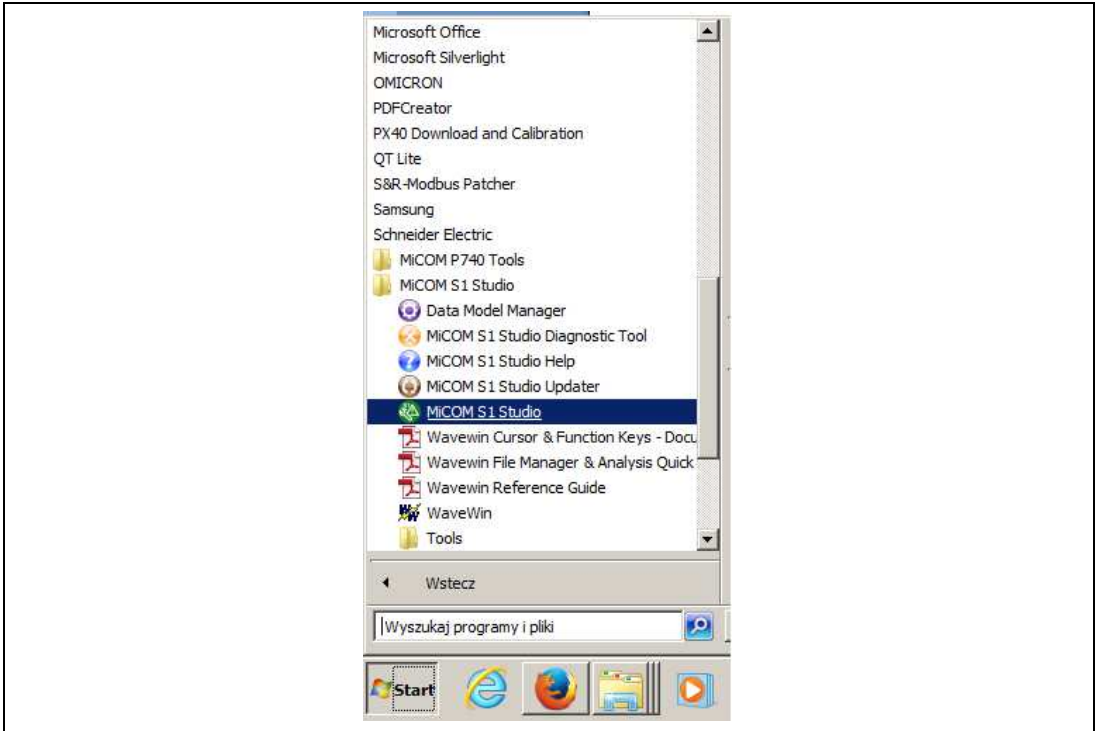 Microsoft Office
Microsoft Silverlight
OMICRON
PDFCreator
PX40 Download and Calibration
QT Lite
S&R-Modbus Patcher
Samsung
Schneider Electric
MiCOM P740 Tools
MiCOM S1 Studio
Data Model Manager
MiCOM S1 Studio Diagnostic Tool
MiCOM S1 Studio Help
MiCOM S1 Studio Updater
MiCOM S1 Studio
Wavewin Cursor & Function Keys - Docu
Wavewin File Manager & Analysis Quick
Wavewin Reference Guide
WaveWin
Tools
Wstecz
Wyszukaj programy i pliki
Start